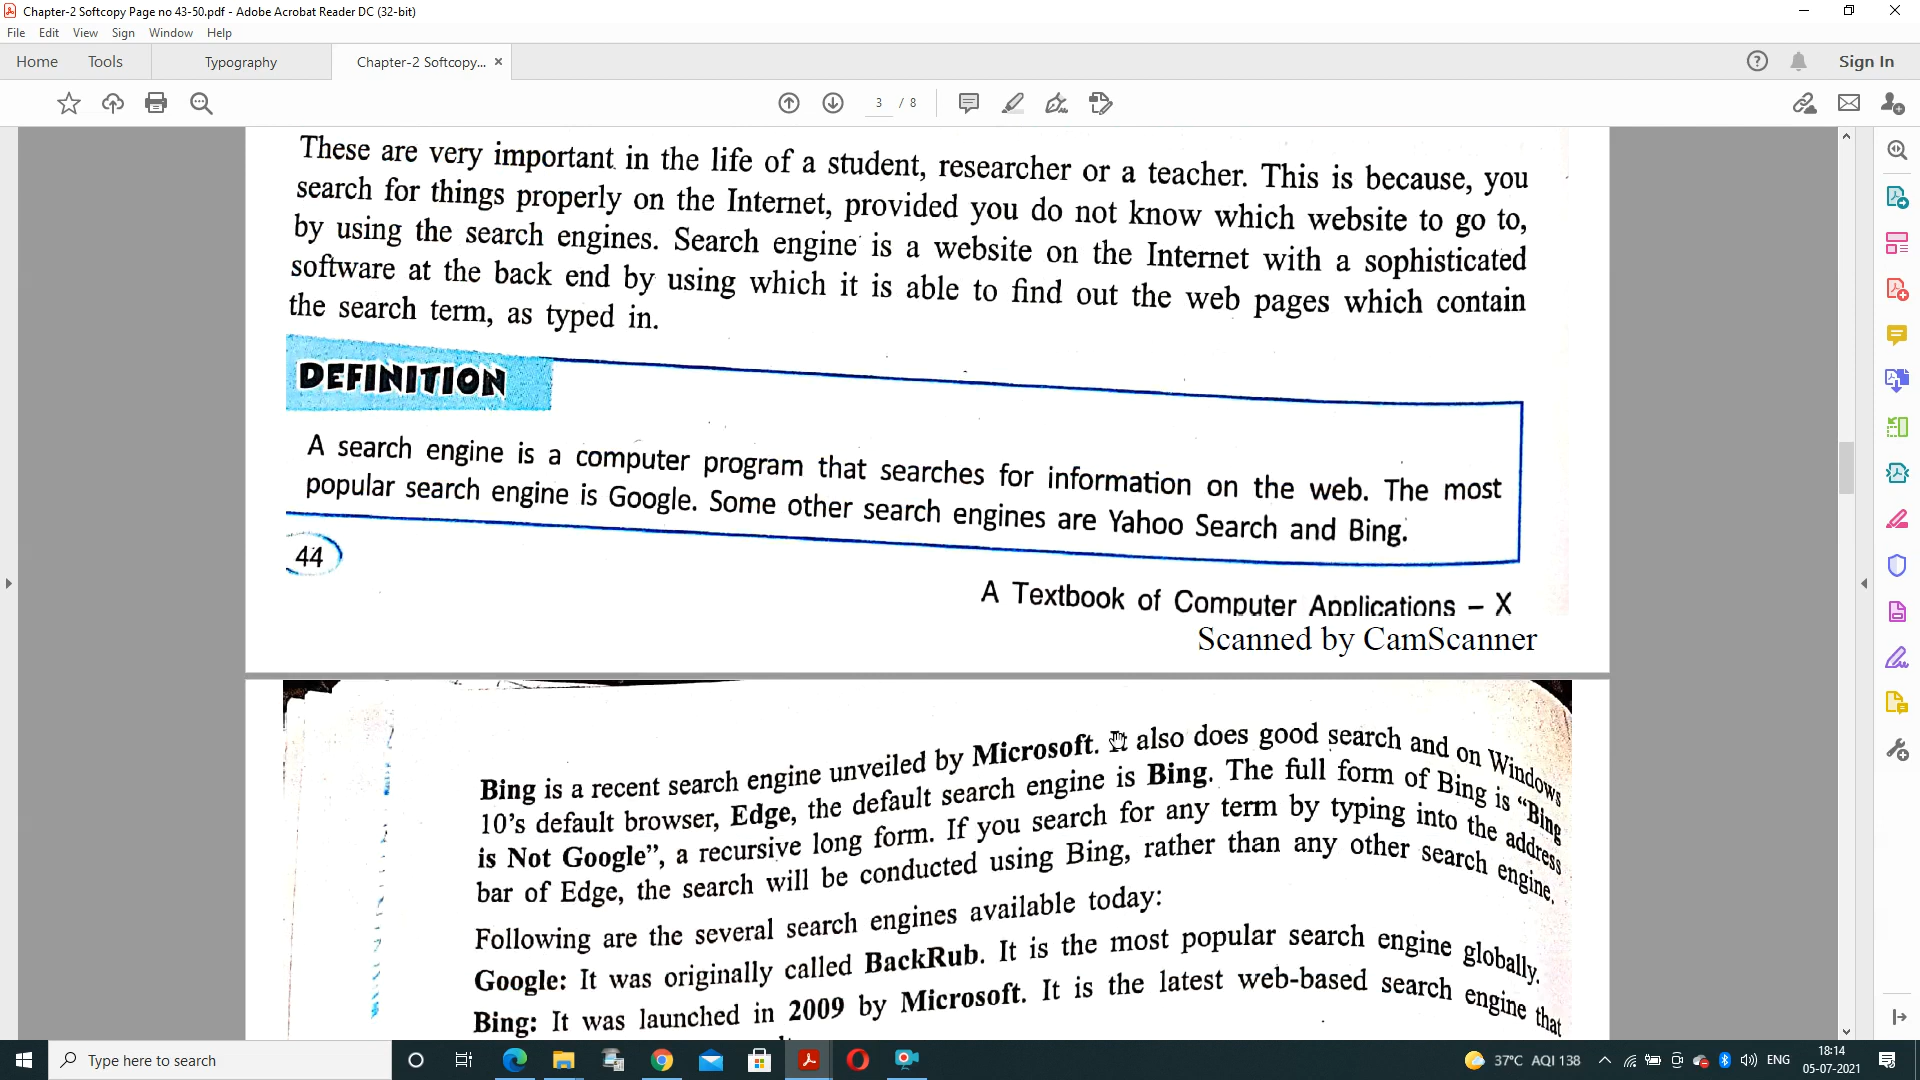 Chapter-2 Softcopy Page no 43-50.pdf - Adobe Acrobat Reader DC (32-bit)
File Edit View Sign Window Help
Home Tools Typography Chapter-2 Softcopy... × Sign In
3 / 8
These are very important in the life of a student, researcher or a teacher. This is because, you
search for things properly on the Internet, provided you do not know which website to go to,
by using the search engines. Search engine is a website on the Internet with a sophisticated
software at the back end by using which it is able to find out the web pages which contain
the search term, as typed in.
DEFINITION
A search engine is a computer program that searches for information on the web. The most
popular search engine is Google. Some other search engines are Yahoo Search and Bing.
44
A Textbook of Computer Applications – X
Scanned by CamScanner
Bing is a recent search engine unveiled by Microsoft. It also does good search and on Windows
10's default browser, Edge, the default search engine is Bing. The full form of Bing is "Bing
is Not Google", a recursive long form. If you search for any term by typing into the address
bar of Edge, the search will be conducted using Bing, rather than any other search engine.
Following are the several search engines available today:
Google: It was originally called BackRub. It is the most popular search engine globally.
Bing: It was launched in 2009 by Microsoft. It is the latest web-based search engine that
Type here to search
37°C AQI 138
ENG
18:14
05-07-2021